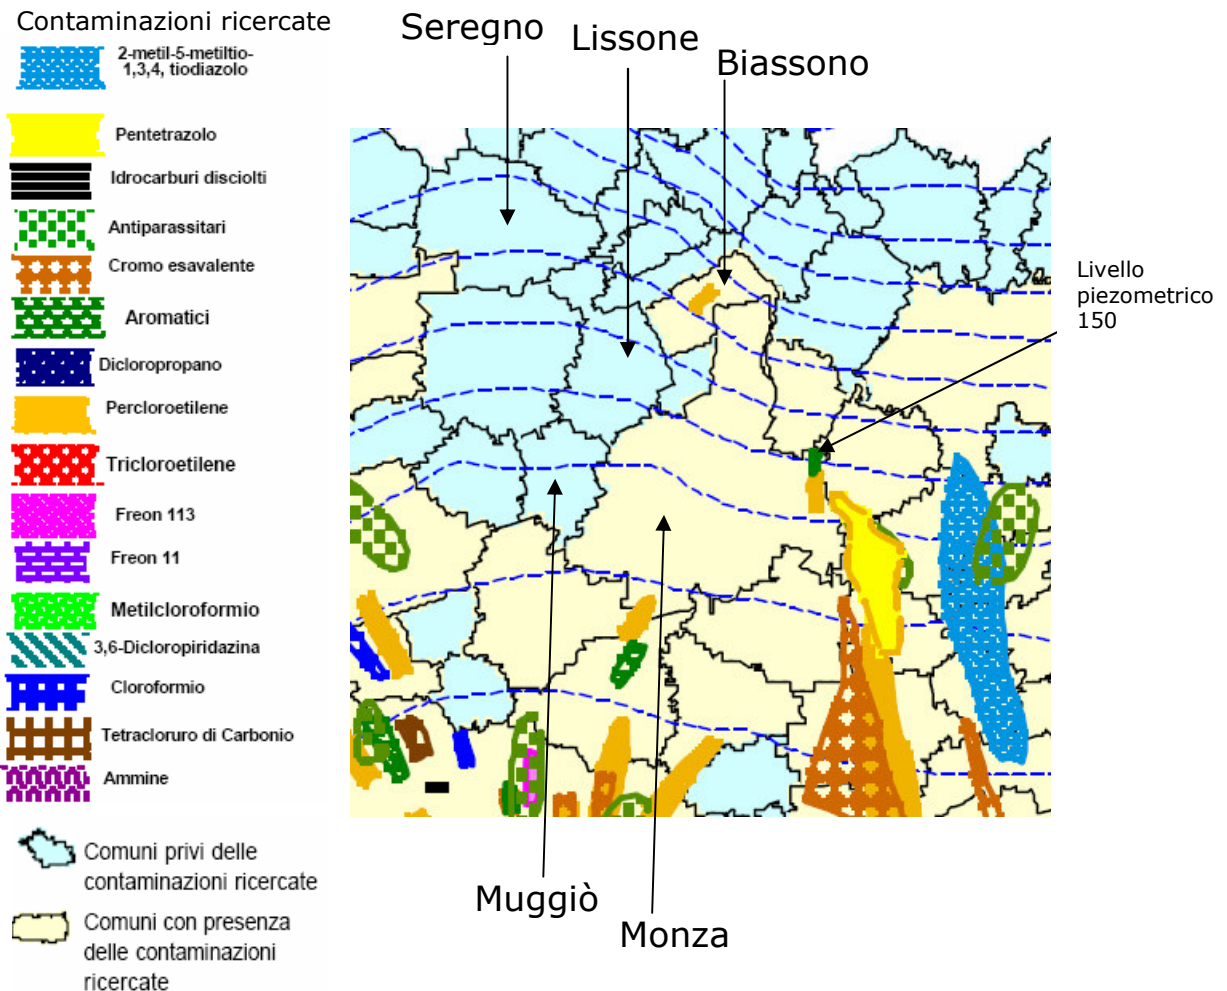 Contaminazioni ricercate
2-metil-5-metiltio-
1,3,4, tiodiazolo
Pentetrazolo
Idrocarburi disciolti
Antiparassitari
Cromo esavalente
Aromatici
Dicloropropano
Percloroetilene
Tricloroetilene
Freon 113
Freon 11
Metilcloroformio
3,6-Dicloropiridazina
Cloroformio
Tetracloruro di Carbonio
Ammine
Comuni privi delle
contaminazioni ricercate
Comuni con presenza
delle contaminazioni
ricercate
Seregno
Lissone
Biassono
Livello
piezometrico
150
Muggiò
Monza